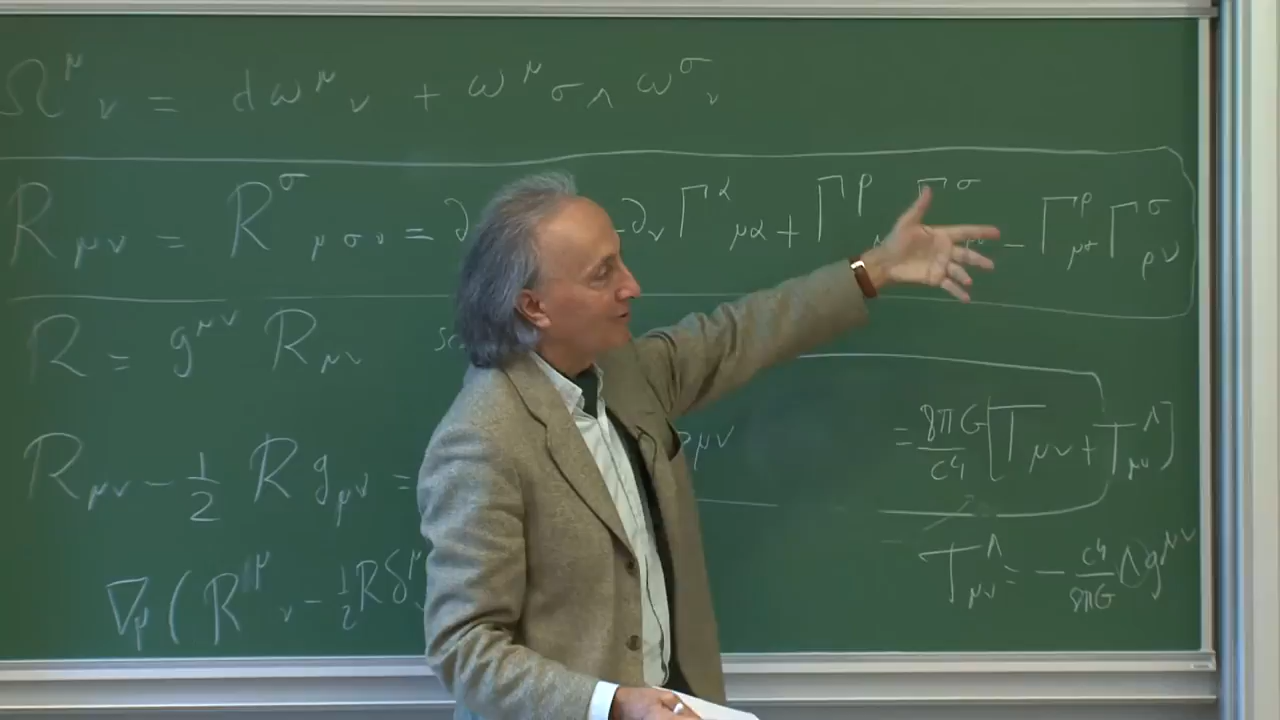 Ω^μ_ν = dω^μ_ν + ω^μ_σ ∧ ω^σ_ν
R_μν = R^σ_μσν = ∂ -∂_ν Γ^α_μα + Γ^ρ Γ^σ - Γ^ρ_μσ Γ^σ_ρν
R = g^μν R_μν
R_μν - 1/2 R g_μν = = 8πG/c4 [T_μν + T^Λ_μν]
∇_μ (R^μ_ν - 1/2 R δ^μ T^Λ_μν = - c4/8πG Λ g^μν